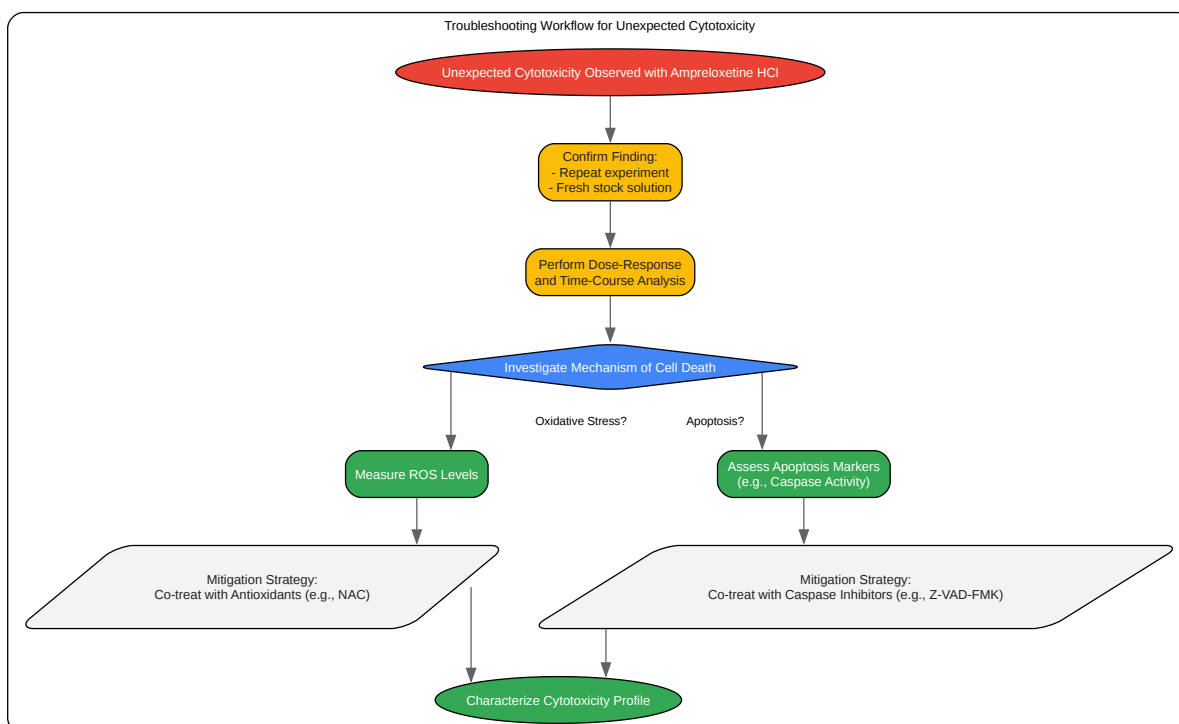 Troubleshooting Workflow for Unexpected Cytotoxicity
Unexpected Cytotoxicity Observed with Ampreloxetine HCl
Confirm Finding:
- Repeat experiment
- Fresh stock solution
Perform Dose-Response
and Time-Course Analysis
Investigate Mechanism of Cell Death
Oxidative Stress?
Apoptosis?
Measure ROS Levels
Assess Apoptosis Markers
(e.g., Caspase Activity)
Mitigation Strategy:
Co-treat with Antioxidants (e.g., NAC)
Mitigation Strategy:
Co-treat with Caspase Inhibitors (e.g., Z-VAD-FMK)
Characterize Cytotoxicity Profile